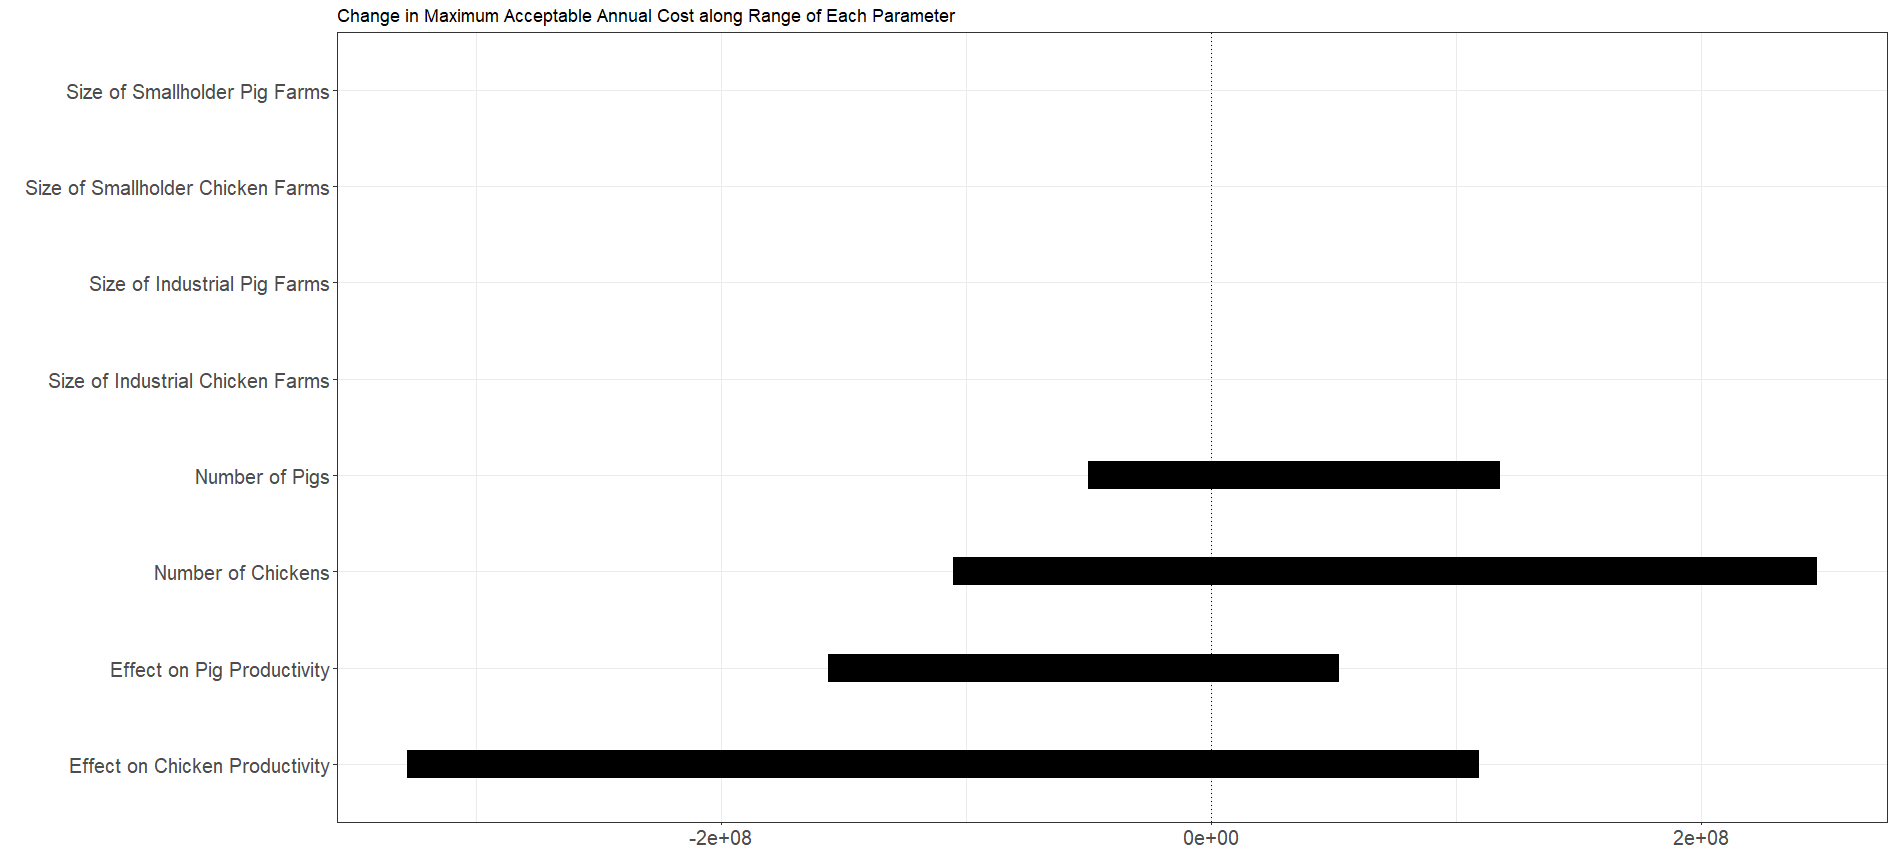 Change in Maximum Acceptable Annual Cost along Range of Each Parameter
Size of Smallholder Pig Farms
Size of Smallholder Chicken Farms
Size of Industrial Pig Farms
Size of Industrial Chicken Farms
Number of Pigs
Number of Chickens
Effect on Pig Productivity
Effect on Chicken Productivity
-2e+08 0e+00 2e+08